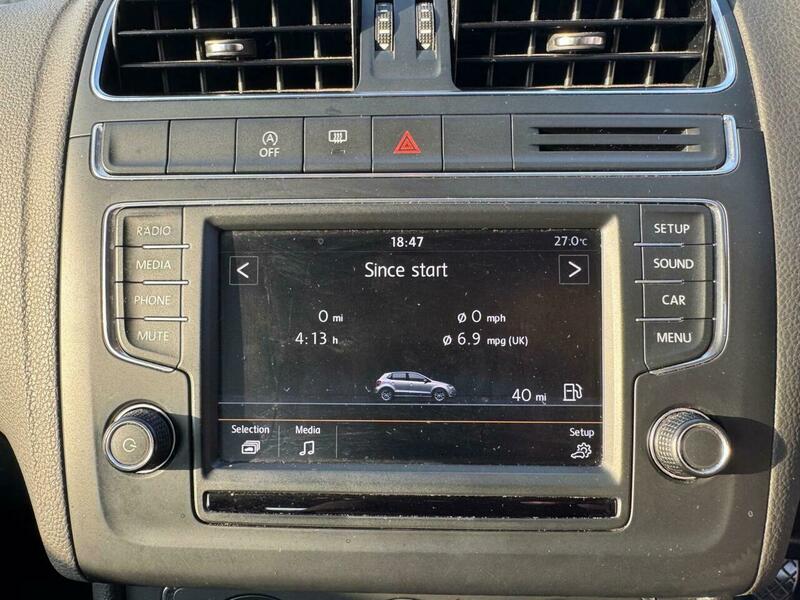 A
OFF
RADIO
MEDIA
PHONE
MUTE
18:47
27.0°C
<
Since start
>
0 mi
Ø 0 mph
4:13 h
Ø 6.9 mpg (UK)
40 mi
Selection
Media
Setup
SETUP
SOUND
CAR
MENU